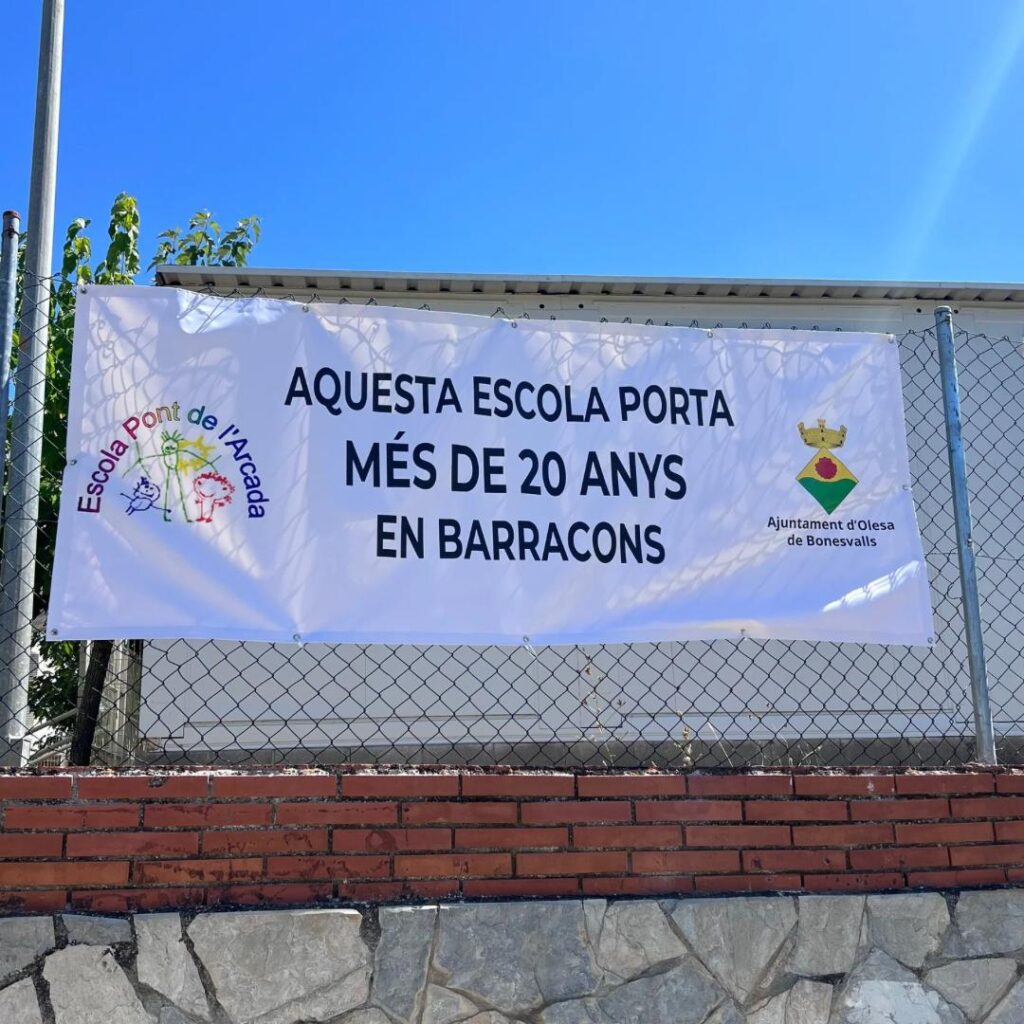 Escola Pont de l'Arcada
AQUESTA ESCOLA PORTA
MÉS DE 20 ANYS
EN BARRACONS
Ajuntament d'Olesa
de Bonesvalls